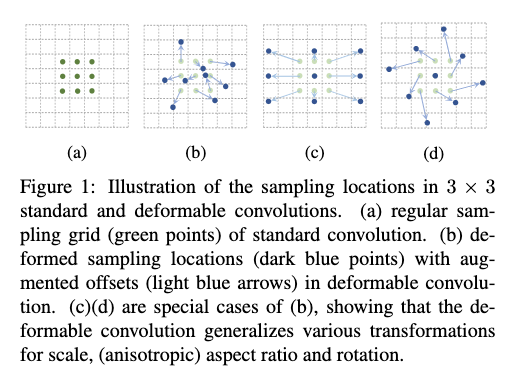 (a) (b) (c) (d)
Figure 1: Illustration of the sampling locations in 3 × 3
standard and deformable convolutions. (a) regular sam-
pling grid (green points) of standard convolution. (b) de-
formed sampling locations (dark blue points) with aug-
mented offsets (light blue arrows) in deformable convolu-
tion. (c)(d) are special cases of (b), showing that the de-
formable convolution generalizes various transformations
for scale, (anisotropic) aspect ratio and rotation.